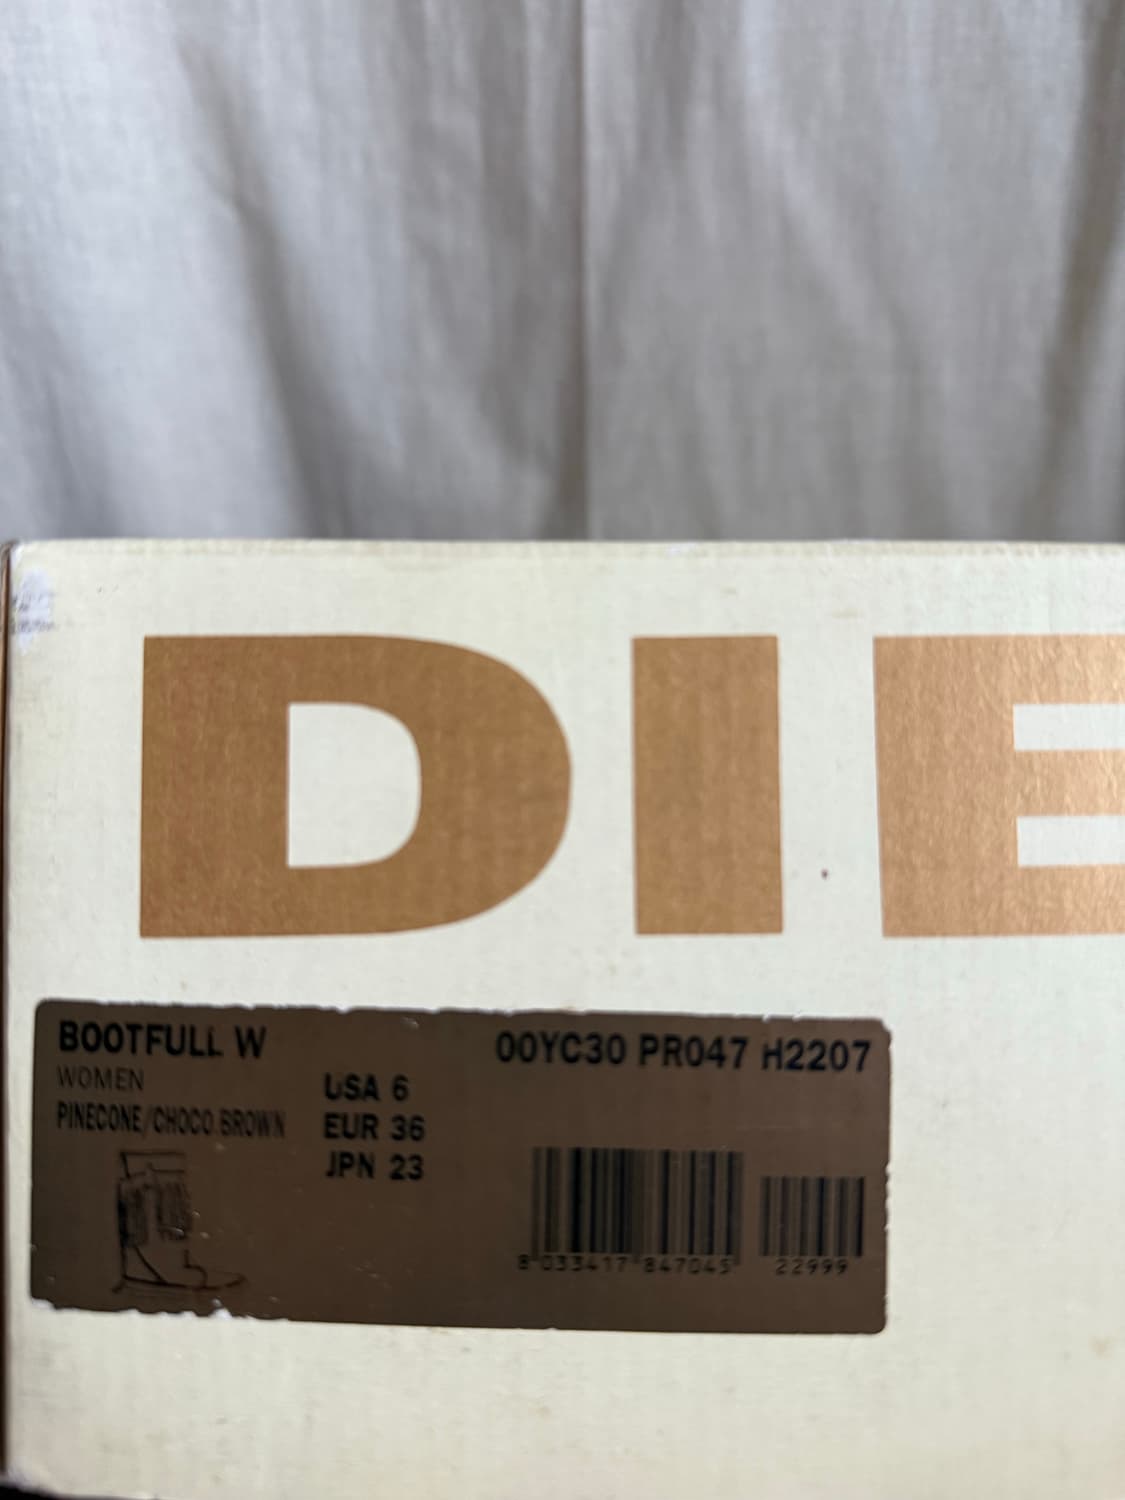 DIE
BOOTFULL W
00YC30 PR047 H2207
WOMEN
USA 6
PINECONE/CHOCO.BROWN
EUR 36
JPN 23
8 033417 847045
22999